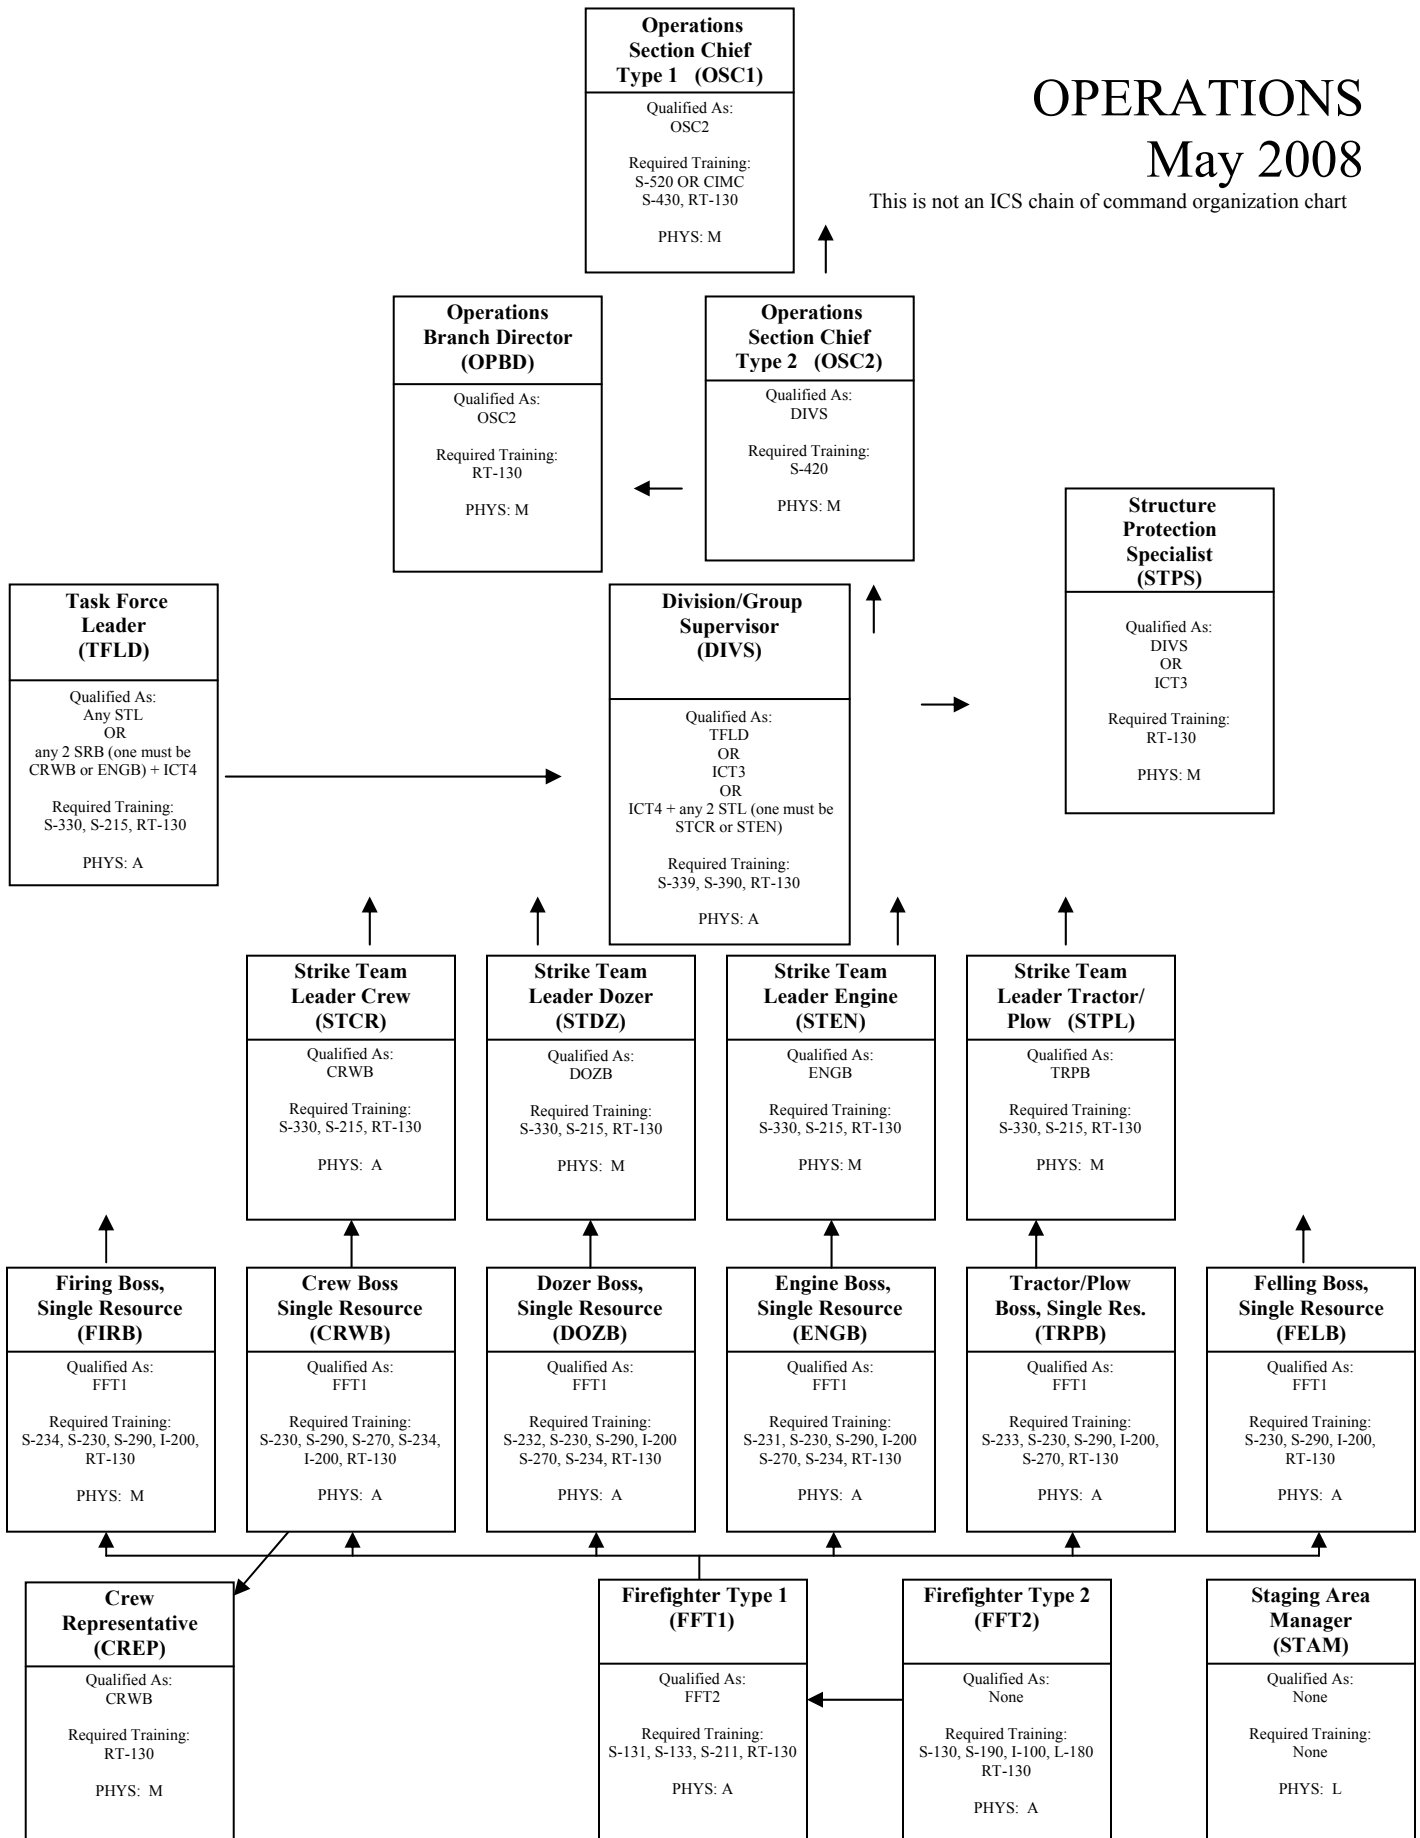 Operations
Section Chief
Type 1 (OSC1)
Qualified As:
OSC2
Required Training:
S-520 OR CIMC
S-430, RT-130
PHYS: M
OPERATIONS
May 2008
This is not an ICS chain of command organization chart
Operations
Branch Director
(OPBD)
Qualified As:
OSC2
Required Training:
RT-130
PHYS: M
Operations
Section Chief
Type 2 (OSC2)
Qualified As:
DIVS
Required Training:
S-420
PHYS: M
Structure
Protection
Specialist
(STPS)
Qualified As:
DIVS
OR
ICT3
Required Training:
RT-130
PHYS: M
Task Force
Leader
(TFLD)
Qualified As:
Any STL
OR
any 2 SRB (one must be
CRWB or ENGB) + ICT4
Required Training:
S-330, S-215, RT-130
PHYS: A
Division/Group
Supervisor
(DIVS)
Qualified As:
TFLD
OR
ICT3
OR
ICT4 + any 2 STL (one must be
STCR or STEN)
Required Training:
S-339, S-390, RT-130
PHYS: A
Strike Team
Leader Crew
(STCR)
Qualified As:
CRWB
Required Training:
S-330, S-215, RT-130
PHYS: A
Strike Team
Leader Dozer
(STDZ)
Qualified As:
DOZB
Required Training:
S-330, S-215, RT-130
PHYS: M
Strike Team
Leader Engine
(STEN)
Qualified As:
ENGB
Required Training:
S-330, S-215, RT-130
PHYS: M
Strike Team
Leader Tractor/
Plow (STPL)
Qualified As:
TRPB
Required Training:
S-330, S-215, RT-130
PHYS: M
Firing Boss,
Single Resource
(FIRB)
Qualified As:
FFT1
Required Training:
S-234, S-230, S-290, I-200,
RT-130
PHYS: M
Crew Boss
Single Resource
(CRWB)
Qualified As:
FFT1
Required Training:
S-230, S-290, S-270, S-234,
I-200, RT-130
PHYS: A
Dozer Boss,
Single Resource
(DOZB)
Qualified As:
FFT1
Required Training:
S-232, S-230, S-290, I-200
S-270, S-234, RT-130
PHYS: A
Engine Boss,
Single Resource
(ENGB)
Qualified As:
FFT1
Required Training:
S-231, S-230, S-290, I-200
S-270, S-234, RT-130
PHYS: A
Tractor/Plow
Boss, Single Res.
(TRPB)
Qualified As:
FFT1
Required Training:
S-233, S-230, S-290, I-200,
S-270, RT-130
PHYS: A
Felling Boss,
Single Resource
(FELB)
Qualified As:
FFT1
Required Training:
S-230, S-290, I-200,
RT-130
PHYS: A
Crew
Representative
(CREP)
Qualified As:
CRWB
Required Training:
RT-130
PHYS: M
Firefighter Type 1
(FFT1)
Qualified As:
FFT2
Required Training:
S-131, S-133, S-211, RT-130
PHYS: A
Firefighter Type 2
(FFT2)
Qualified As:
None
Required Training:
S-130, S-190, I-100, L-180
RT-130
PHYS: A
Staging Area
Manager
(STAM)
Qualified As:
None
Required Training:
None
PHYS: L